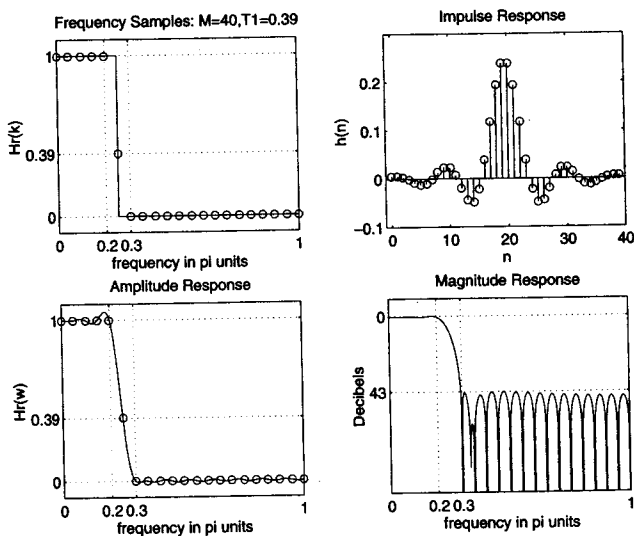 Frequency Samples: M=40,T1=0.39
1
0.39
0
Hr(k)
0
0.2
0.3
1
frequency in pi units
Impulse Response
0.2
0.1
0
−0.1
h(n)
0
10
20
30
40
n
Amplitude Response
1
0.39
0
Hr(w)
0
0.2
0.3
1
frequency in pi units
Magnitude Response
0
43
Decibels
0
0.2
0.3
1
frequency in pi units